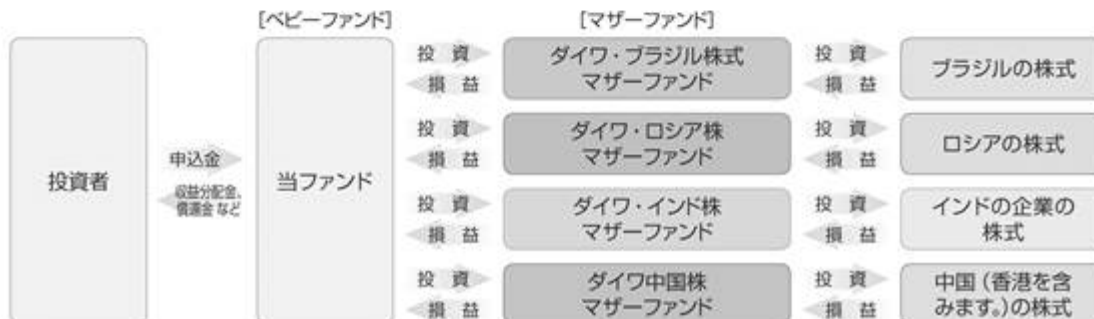 [ベビーファンド]
[マザーファンド]
投資者
申込金
収益分配金、
償還金 など
当ファンド
投 資
損 益
ダイワ・ブラジル株式
マザーファンド
投 資
損 益
ブラジルの株式
投 資
損 益
ダイワ・ロシア株
マザーファンド
投 資
損 益
ロシアの株式
投 資
損 益
ダイワ・インド株
マザーファンド
投 資
損 益
インドの企業の
株式
投 資
損 益
ダイワ中国株
マザーファンド
投 資
損 益
中国（香港を含
みます。）の株式